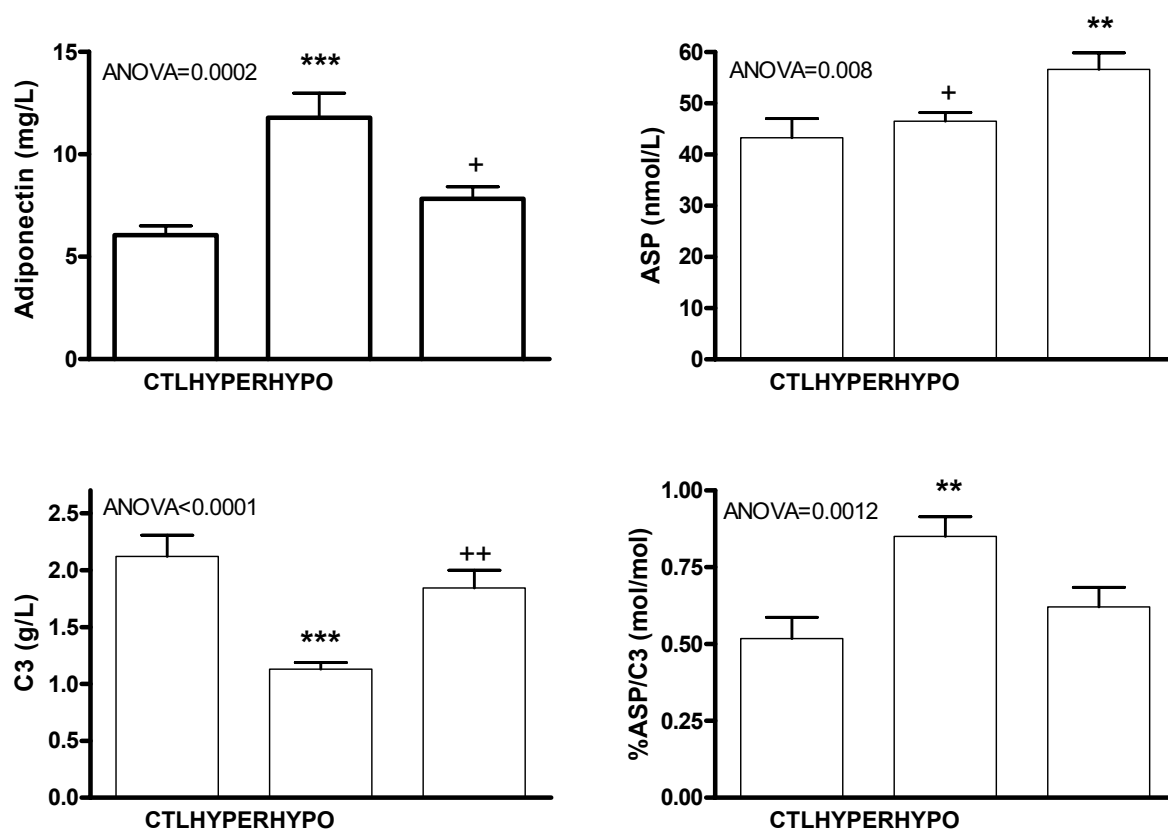 Adiponectin (mg/L)
15
10
5
0
ANOVA=0.0002
***
+
CTLHYPERHYPO
ASP (nmol/L)
60
50
40
30
20
10
0
ANOVA=0.008
+
**
CTLHYPERHYPO
C3 (g/L)
2.5
2.0
1.5
1.0
0.5
0.0
ANOVA<0.0001
***
++
CTLHYPERHYPO
%ASP/C3 (mol/mol)
1.00
0.75
0.50
0.25
0.00
ANOVA=0.0012
**
CTLHYPERHYPO